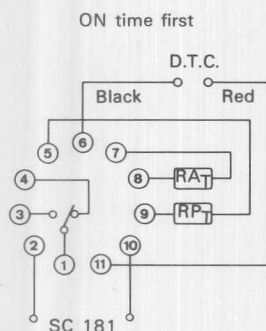 ON time first
D.T.C.
Black Red
5 6 7
4 8 RAT
3 9 RPT
2 1 10
11
SC 181